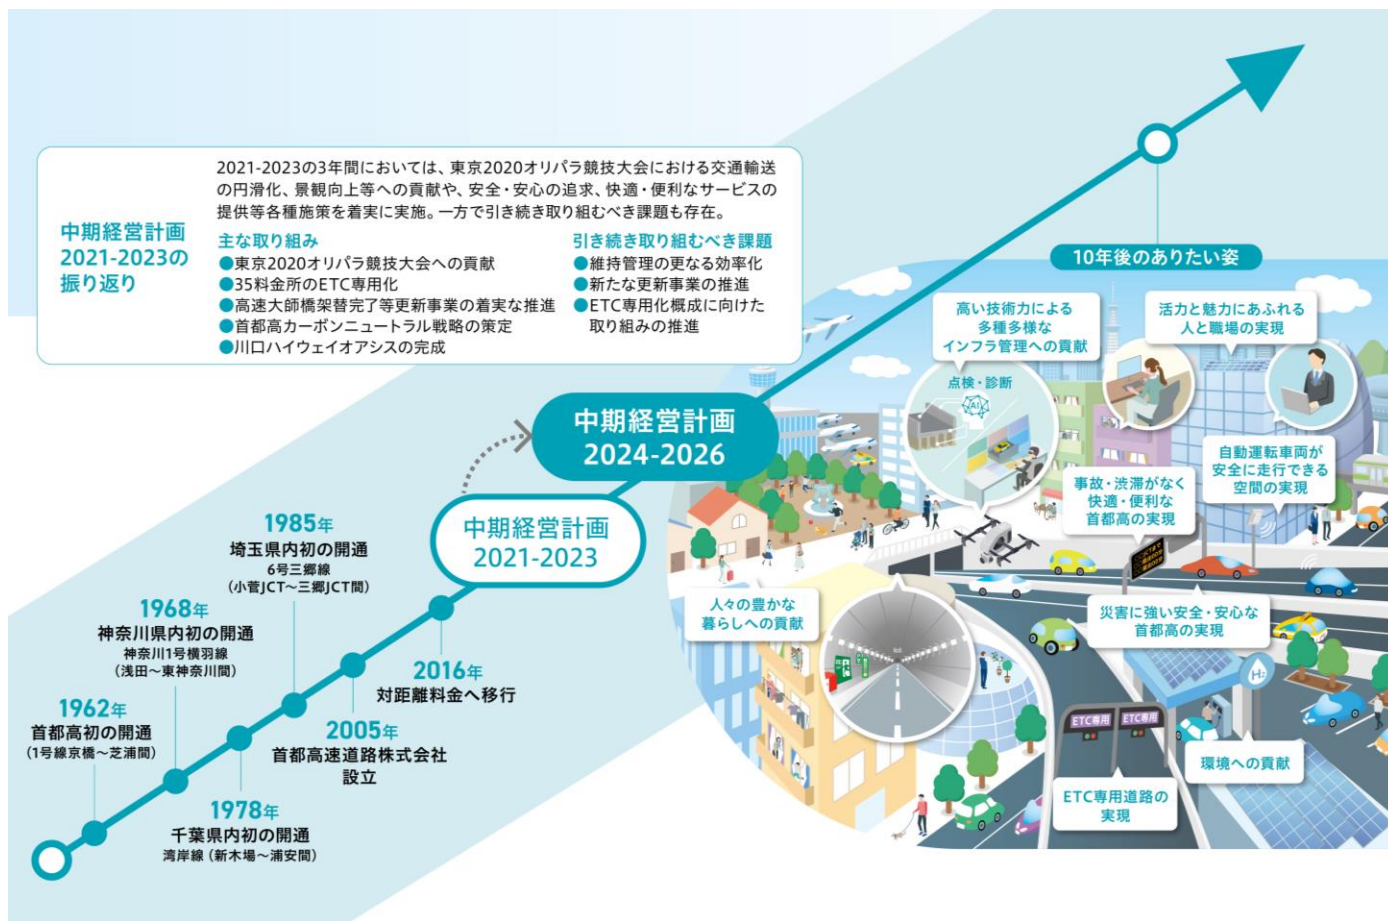 中期経営計画
2021-2023の
振り返り
2021-2023の3年間においては、東京2020オリパラ競技大会における交通輸送
の円滑化、景観向上等への貢献や、安全・安心の追求、快適・便利なサービスの
提供等各種施策を着実に実施。一方で引き続き取り組むべき課題も存在。
主な取り組み
●東京2020オリパラ競技大会への貢献
●35料金所のETC専用化
●高速大師橋架替完了等更新事業の着実な推進
●首都高カーボンニュートラル戦略の策定
●川口ハイウェイオアシスの完成
引き続き取り組むべき課題
●維持管理の更なる効率化
●新たな更新事業の推進
●ETC専用化概成に向けた
取り組みの推進
1962年
首都高初の開通
(1号線京橋～芝浦間)
1968年
神奈川県内初の開通
神奈川1号横羽線
(浅田～東神奈川間)
1978年
千葉県内初の開通
湾岸線(新木場～浦安間)
1985年
埼玉県内初の開通
6号三郷線
(小菅JCT～三郷JCT間)
2005年
首都高速道路株式会社
設立
2016年
対距離料金へ移行
中期経営計画
2021-2023
中期経営計画
2024-2026
10年後のありたい姿
高い技術力による
多種多様な
インフラ管理への貢献
点検・診断
AI
活力と魅力にあふれる
人と職場の実現
自動運転車両が
安全に走行できる
空間の実現
事故・渋滞がなく
快適・便利な
首都高の実現
人々の豊かな
暮らしへの貢献
災害に強い安全・安心な
首都高の実現
H2
ETC専用
ETC専用
環境への貢献
ETC専用道路の
実現